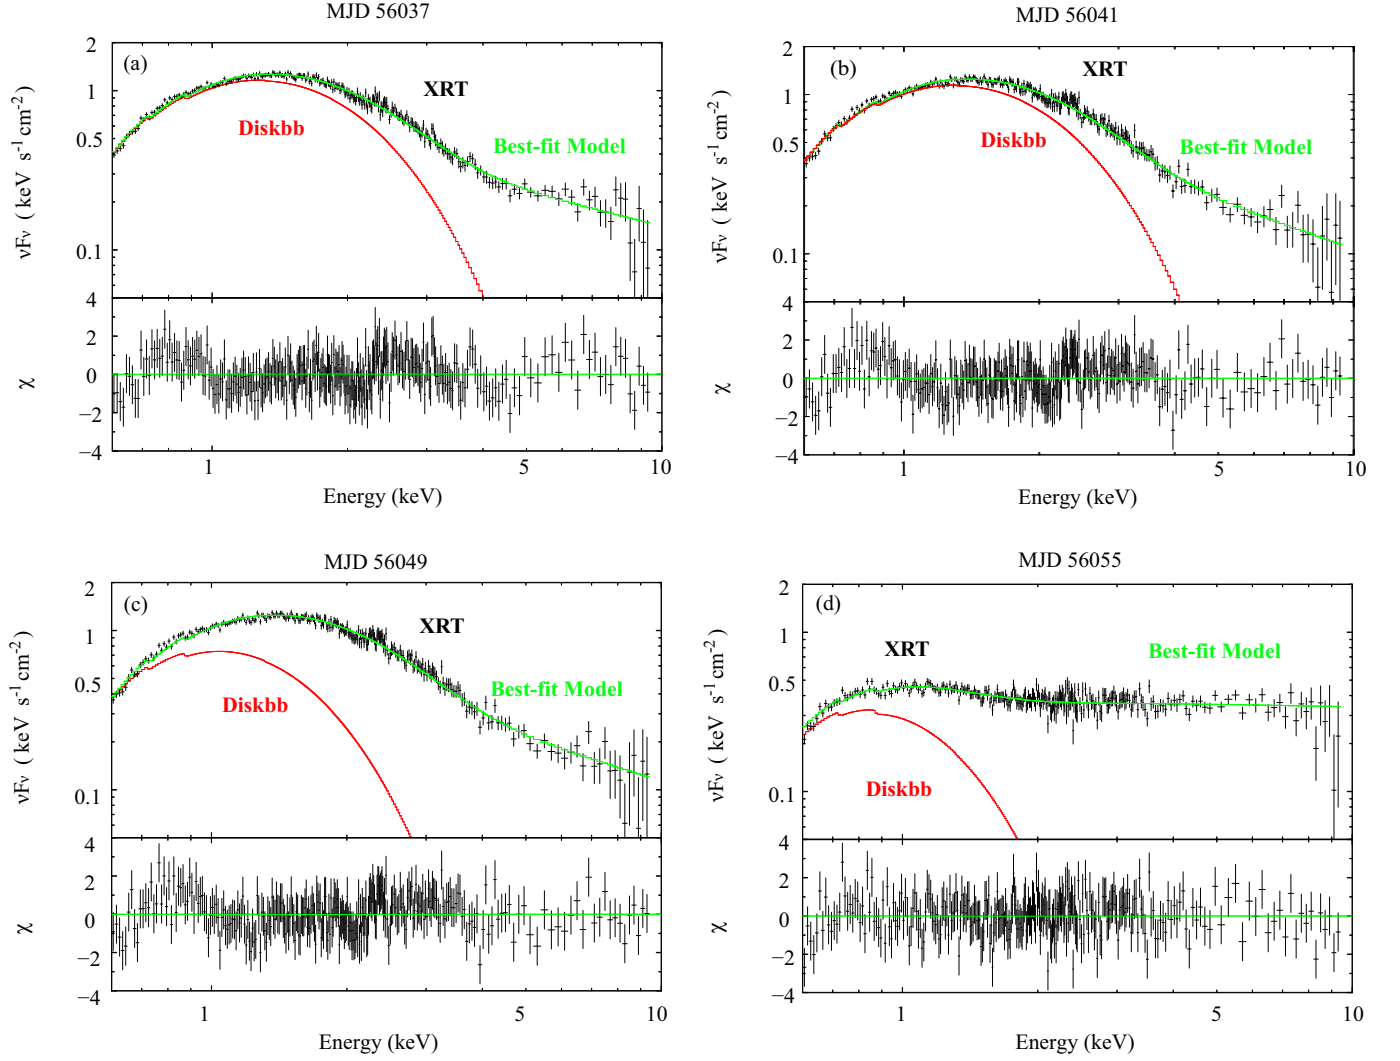 MJD 56037
(a)
XRT
Diskbb
Best-fit Model
νFν ( keV s⁻¹ cm⁻²)
2
1
0.5
0.1
4
2
0
−2
−4
χ
1
5
10
Energy (keV)
MJD 56041
(b)
XRT
Diskbb
Best-fit Model
νFν ( keV s⁻¹ cm⁻²)
2
1
0.5
0.1
4
2
0
−2
−4
χ
1
5
10
Energy (keV)
MJD 56049
(c)
XRT
Diskbb
Best-fit Model
νFν ( keV s⁻¹ cm⁻²)
2
1
0.5
0.1
4
2
0
−2
−4
χ
1
5
10
Energy (keV)
MJD 56055
(d)
XRT
Best-fit Model
Diskbb
νFν ( keV s⁻¹ cm⁻²)
2
1
0.5
0.1
4
2
0
−2
−4
χ
1
5
10
Energy (keV)